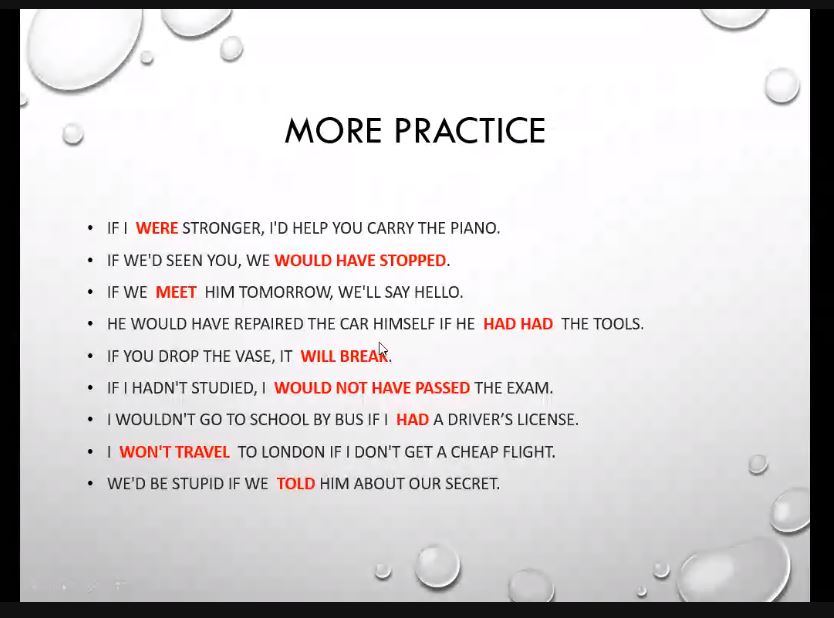 MORE PRACTICE
• IF I WERE STRONGER, I'D HELP YOU CARRY THE PIANO.
• IF WE'D SEEN YOU, WE WOULD HAVE STOPPED.
• IF WE MEET HIM TOMORROW, WE'LL SAY HELLO.
• HE WOULD HAVE REPAIRED THE CAR HIMSELF IF HE HAD HAD THE TOOLS.
• IF YOU DROP THE VASE, IT WILL BREAK.
• IF I HADN'T STUDIED, I WOULD NOT HAVE PASSED THE EXAM.
• I WOULDN'T GO TO SCHOOL BY BUS IF I HAD A DRIVER’S LICENSE.
• I WON'T TRAVEL TO LONDON IF I DON'T GET A CHEAP FLIGHT.
• WE'D BE STUPID IF WE TOLD HIM ABOUT OUR SECRET.